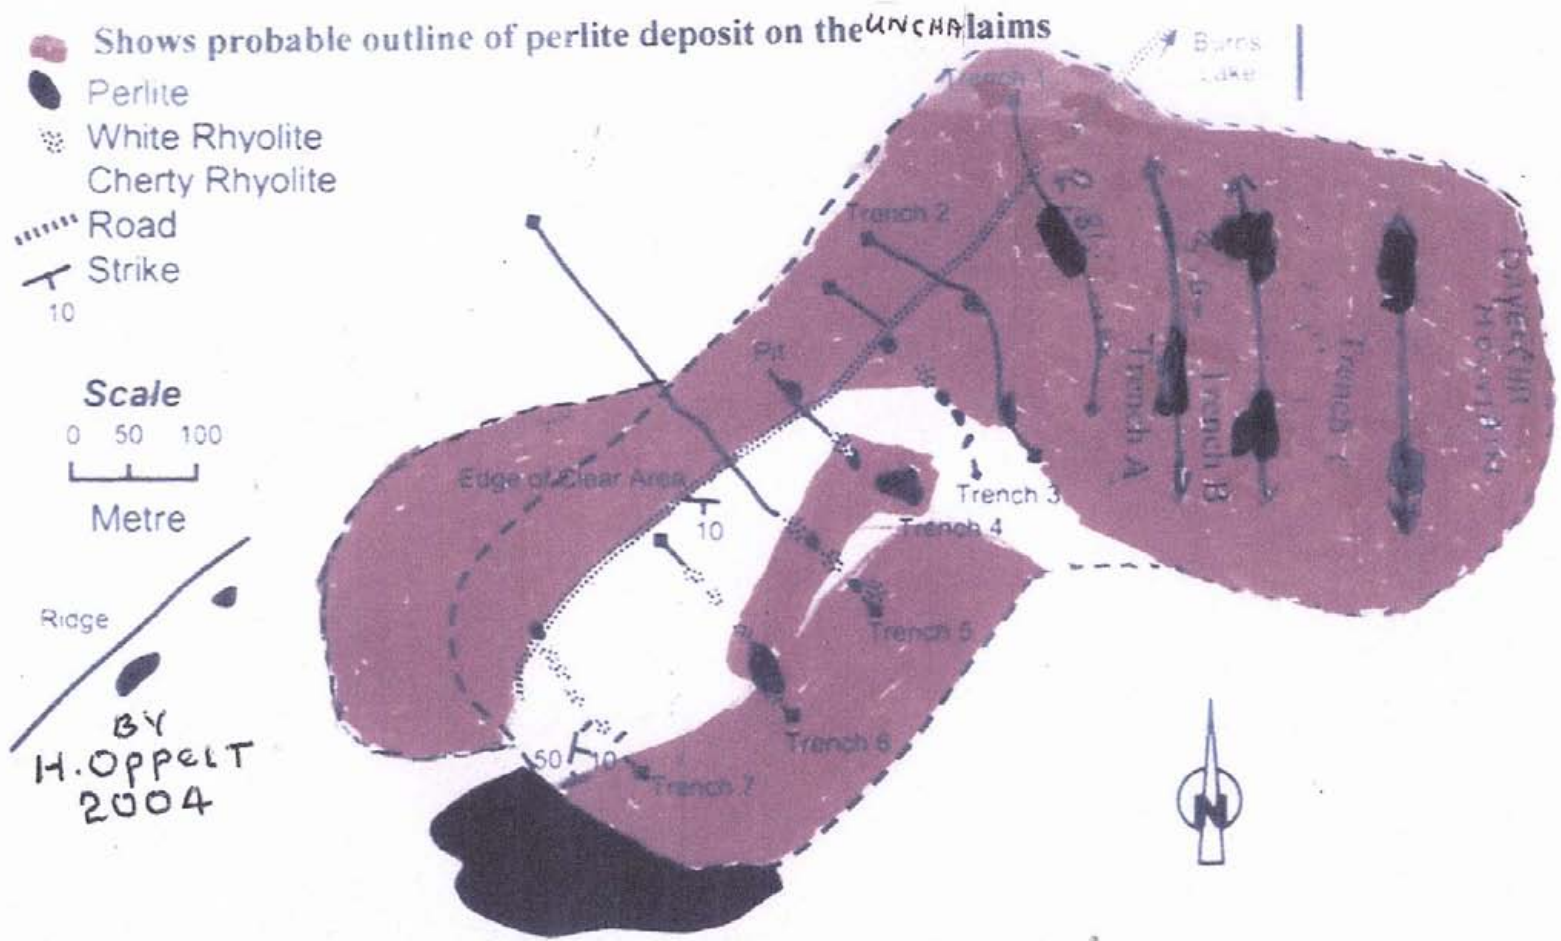 Shows probable outline of perlite deposit on the UNCHA laims
Perlite
White Rhyolite
Cherty Rhyolite
Road
Strike
10
Scale
0 50 100
Metre
Ridge
BY
H.OPPELT
2004
Burns
Lake
Trench 1
Trench 2
Pit
Edge of Clear Area
10
Trench 3
Trench 4
Trench 5
Trench 6
Trench 7
50
10
Trench A
Trench B
Trench
N